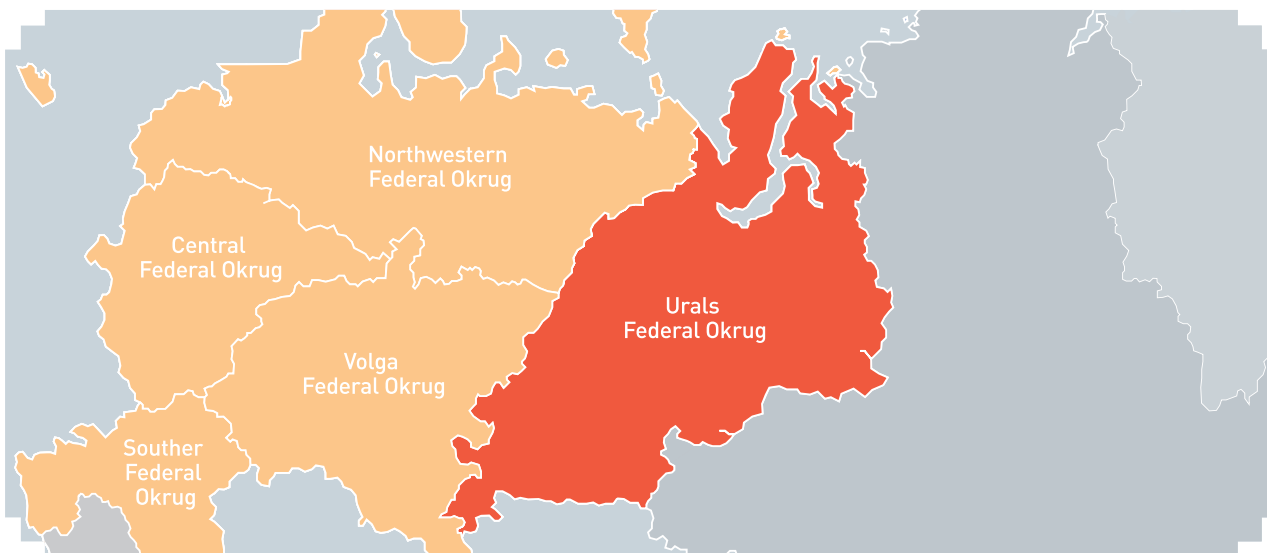 Northwestern
Federal Okrug
Central
Federal Okrug
Urals
Federal Okrug
Volga
Federal Okrug
Souther
Federal
Okrug